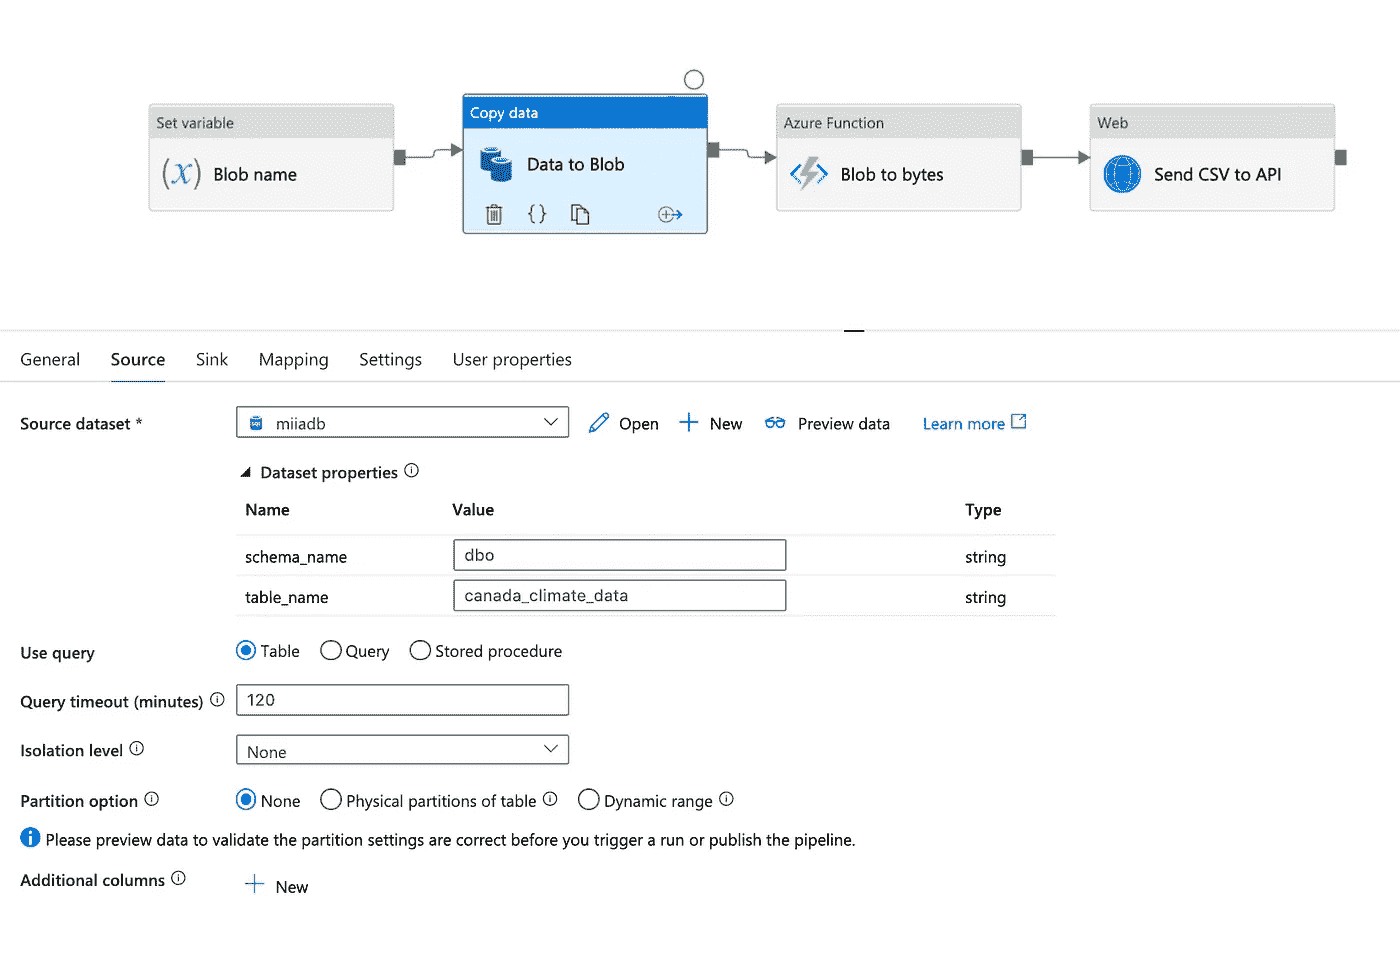 Set variable
(x) Blob name
Copy data
Data to Blob
{}
Azure Function
Blob to bytes
Web
Send CSV to API
General Source Sink Mapping Settings User properties
Source dataset * miiadb Open New Preview data Learn more
Dataset properties
Name Value Type
schema_name dbo string
table_name canada_climate_data string
Use query Table Query Stored procedure
Query timeout (minutes) 120
Isolation level None
Partition option None Physical partitions of table Dynamic range
Please preview data to validate the partition settings are correct before you trigger a run or publish the pipeline.
Additional columns New